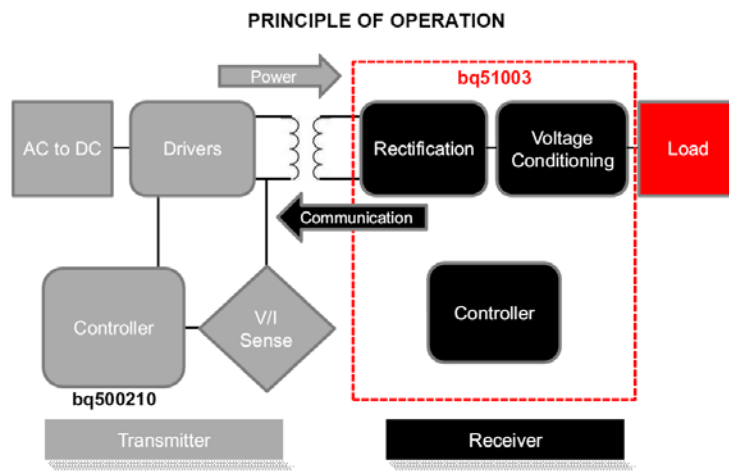 PRINCIPLE OF OPERATION
Power
bq51003
AC to DC
Drivers
Rectification
Voltage
Conditioning
Load
Communication
Controller
V/I
Sense
Controller
bq500210
Transmitter
Receiver